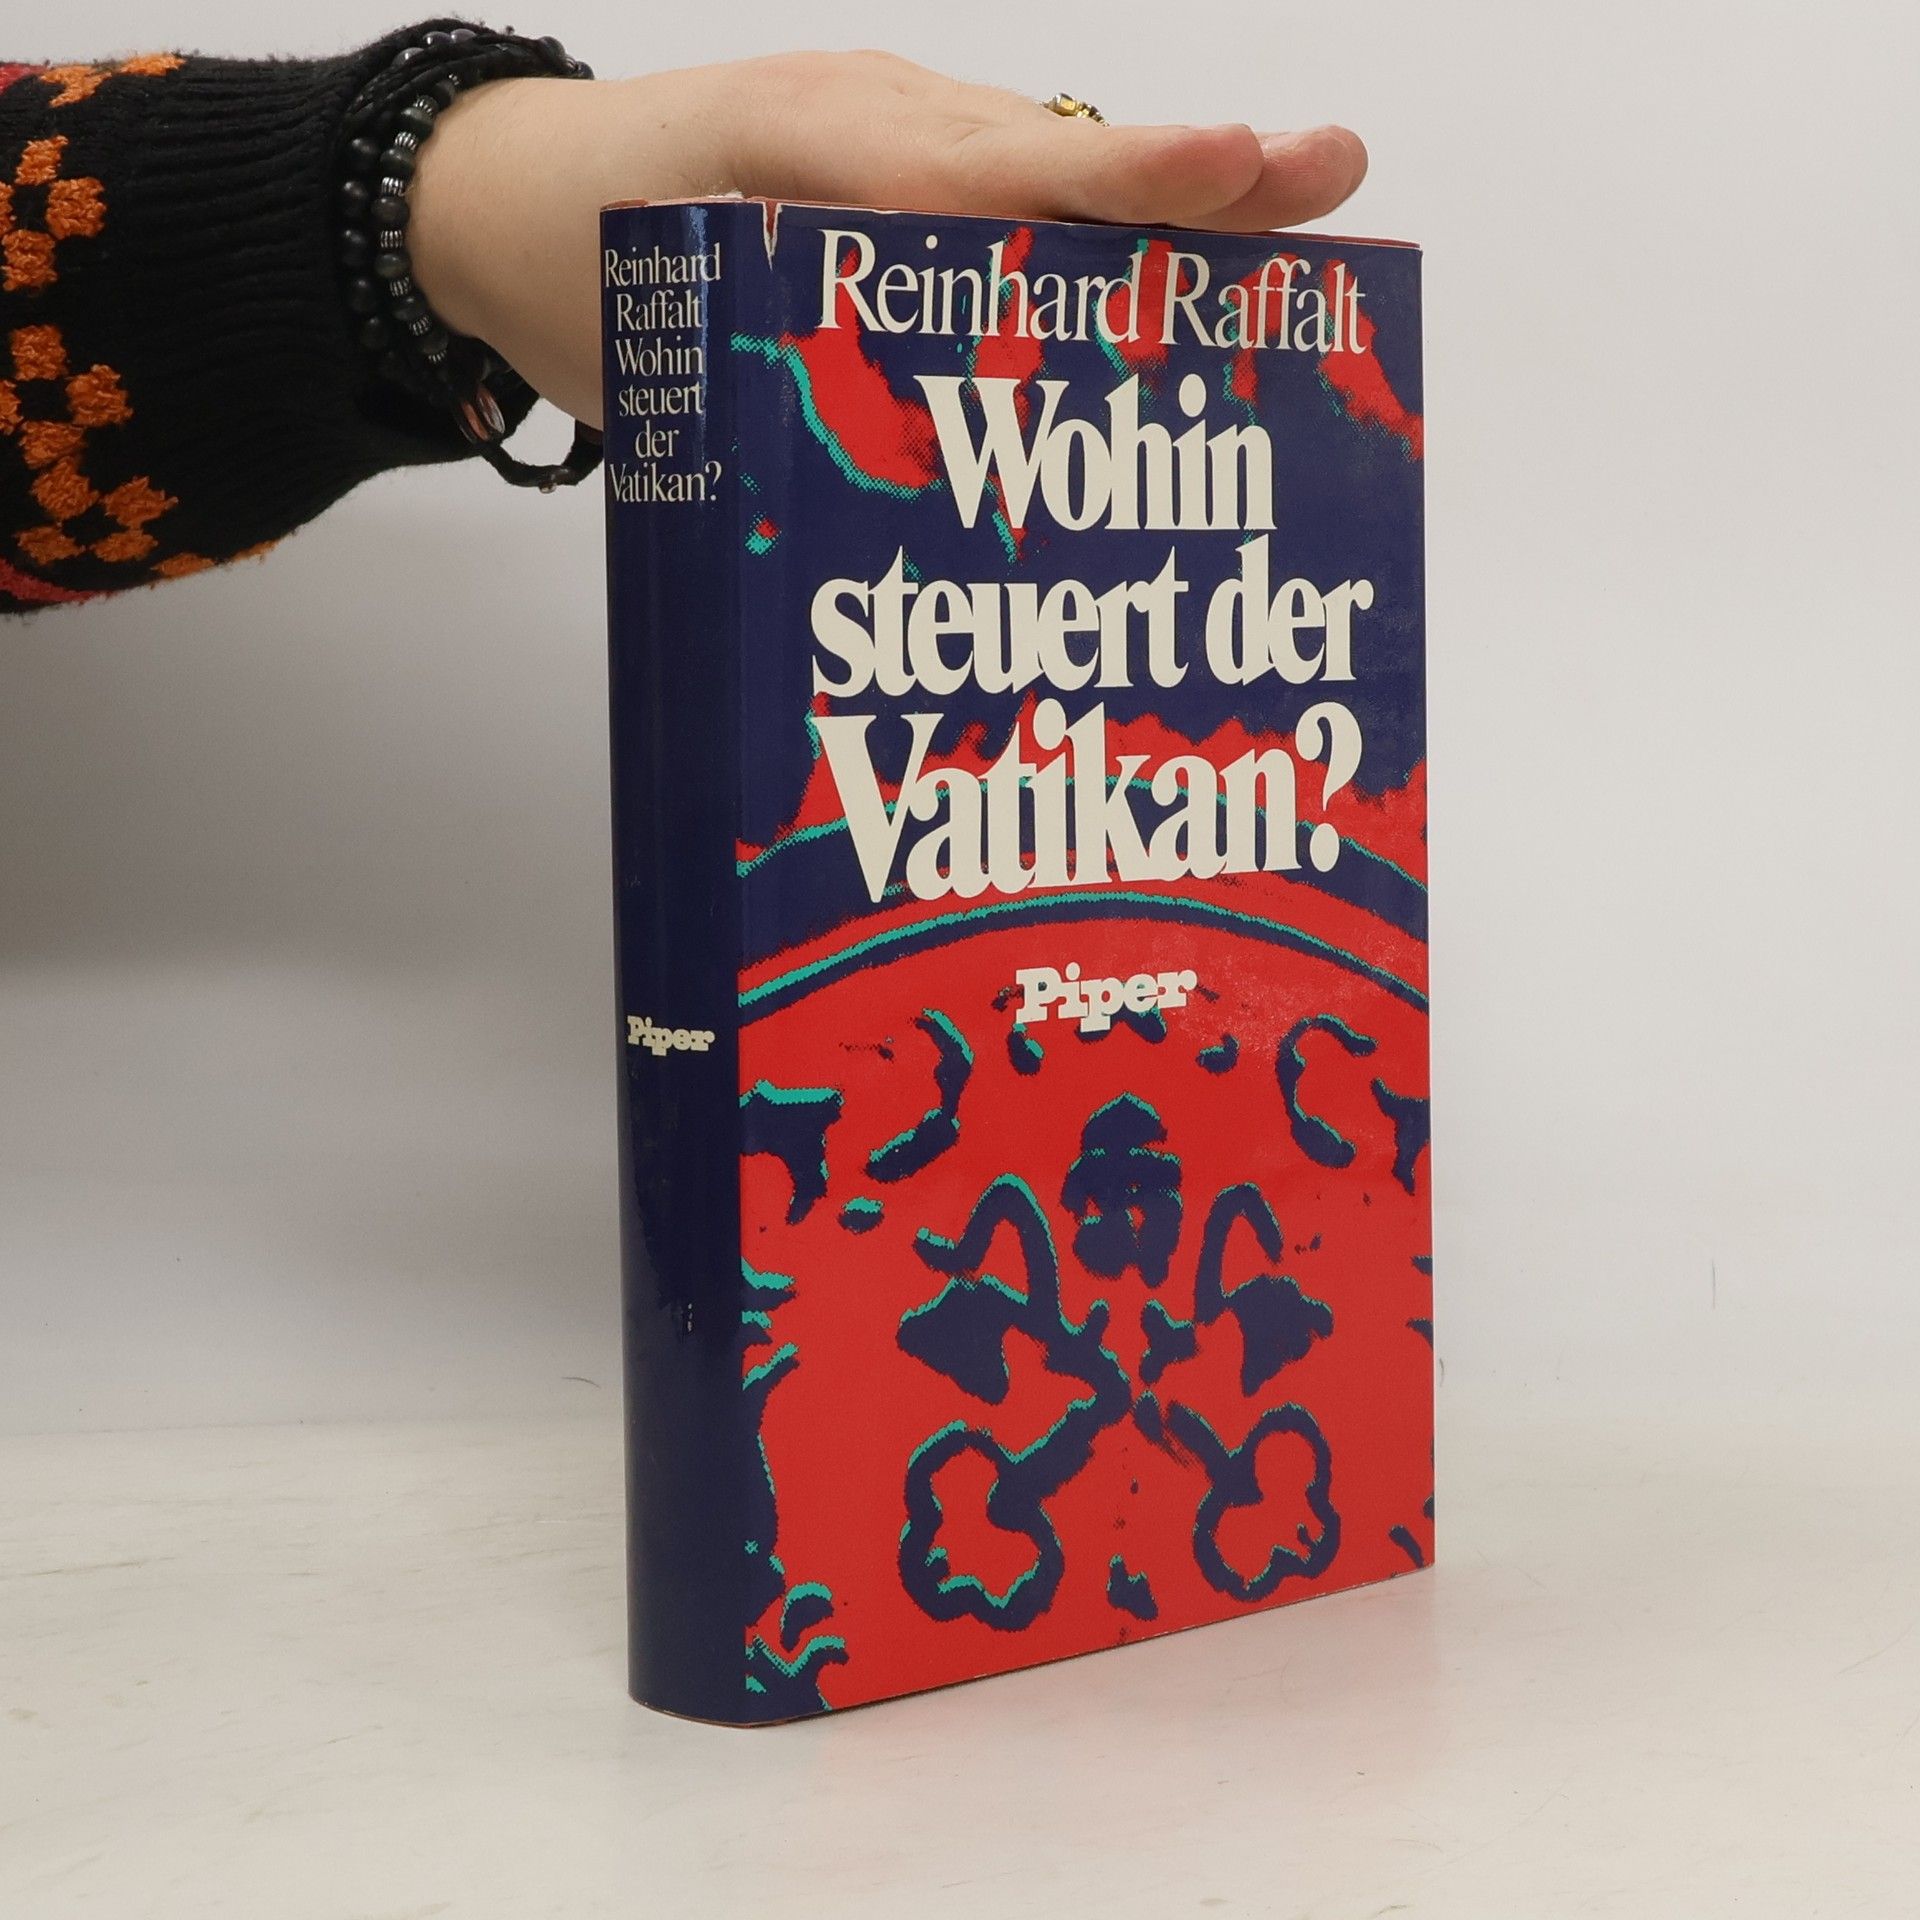 Reinhard
Raffalt
Wohin
steuert
der
Vatikan?
Piper
Reinhard Raffalt
Wohin
steuert der
Vatikan?
Piper